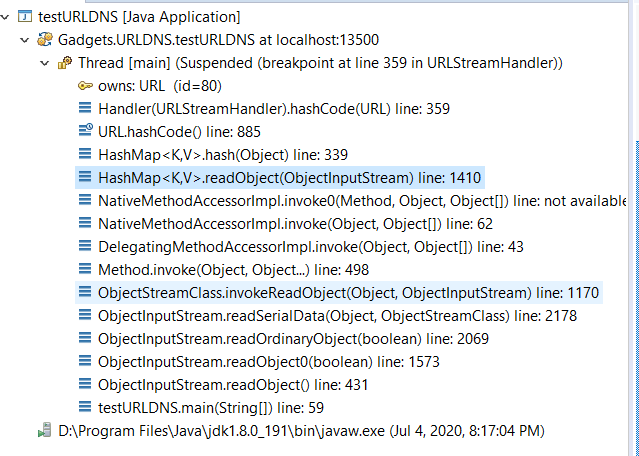 testURLDNS [Java Application]
Gadgets.URLDNS.testURLDNS at localhost:13500
Thread [main] (Suspended (breakpoint at line 359 in URLStreamHandler))
owns: URL (id=80)
Handler(URLStreamHandler).hashCode(URL) line: 359
URL.hashCode() line: 885
HashMap<K,V>.hash(Object) line: 339
HashMap<K,V>.readObject(ObjectInputStream) line: 1410
NativeMethodAccessorImpl.invoke0(Method, Object, Object[]) line: not available
NativeMethodAccessorImpl.invoke(Object, Object[]) line: 62
DelegatingMethodAccessorImpl.invoke(Object, Object[]) line: 43
Method.invoke(Object, Object...) line: 498
ObjectStreamClass.invokeReadObject(Object, ObjectInputStream) line: 1170
ObjectInputStream.readSerialData(Object, ObjectStreamClass) line: 2178
ObjectInputStream.readOrdinaryObject(boolean) line: 2069
ObjectInputStream.readObject0(boolean) line: 1573
ObjectInputStream.readObject() line: 431
testURLDNS.main(String[]) line: 59
D:\Program Files\Java\jdk1.8.0_191\bin\javaw.exe (Jul 4, 2020, 8:17:04 PM)